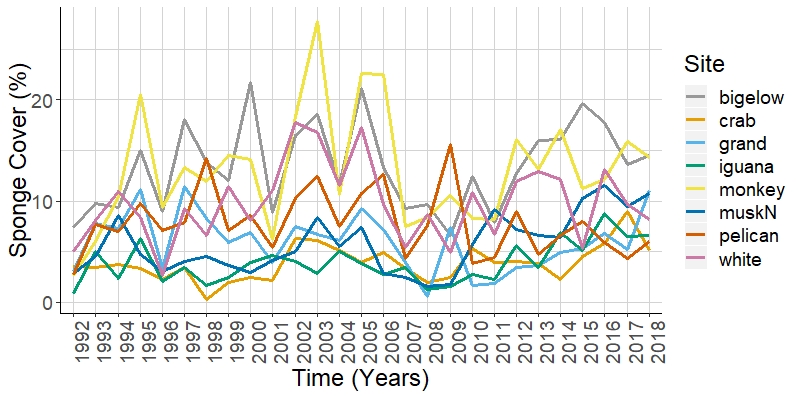 Sponge Cover (%)
20
10
0
1992 1993 1994 1995 1996 1997 1998 1999 2000 2001 2002 2003 2004 2005 2006 2007 2008 2009 2010 2011 2012 2013 2014 2015 2016 2017 2018
Time (Years)
Site
bigelow
crab
grand
iguana
monkey
muskN
pelican
white